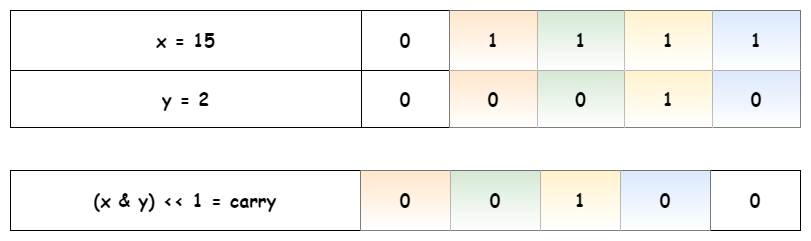 x = 15 0 1 1 1 1
y = 2 0 0 0 1 0
(x & y) << 1 = carry 0 0 1 0 0